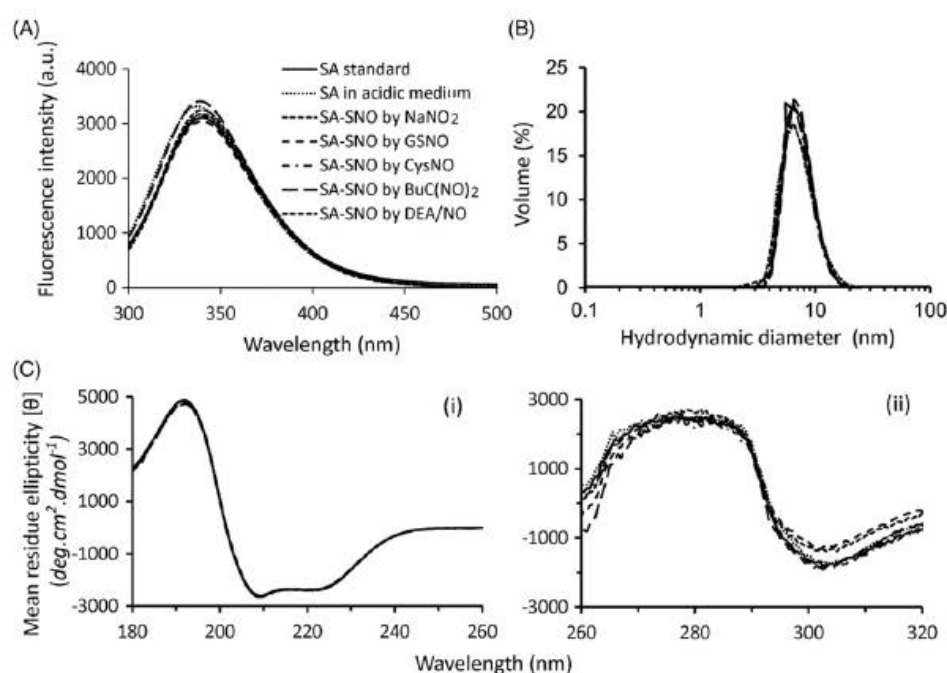 (A)
Fluorescence intensity (a.u.)
4000
3000
2000
1000
0
300
350
400
450
500
Wavelength (nm)
SA standard
SA in acidic medium
SA-SNO by NaNO₂
SA-SNO by GSNO
SA-SNO by CysNO
SA-SNO by BuC(NO)₂
SA-SNO by DEA/NO
(B)
Volume (%)
25
20
15
10
5
0
0.1
1
10
100
Hydrodynamic diameter (nm)
(C)
Mean residue ellipticity [θ]
(deg.cm².dmol⁻¹)
5000
3000
1000
-1000
-3000
180
200
220
240
260
(i)
3000
1000
-1000
-3000
260
280
300
320
(ii)
Wavelength (nm)